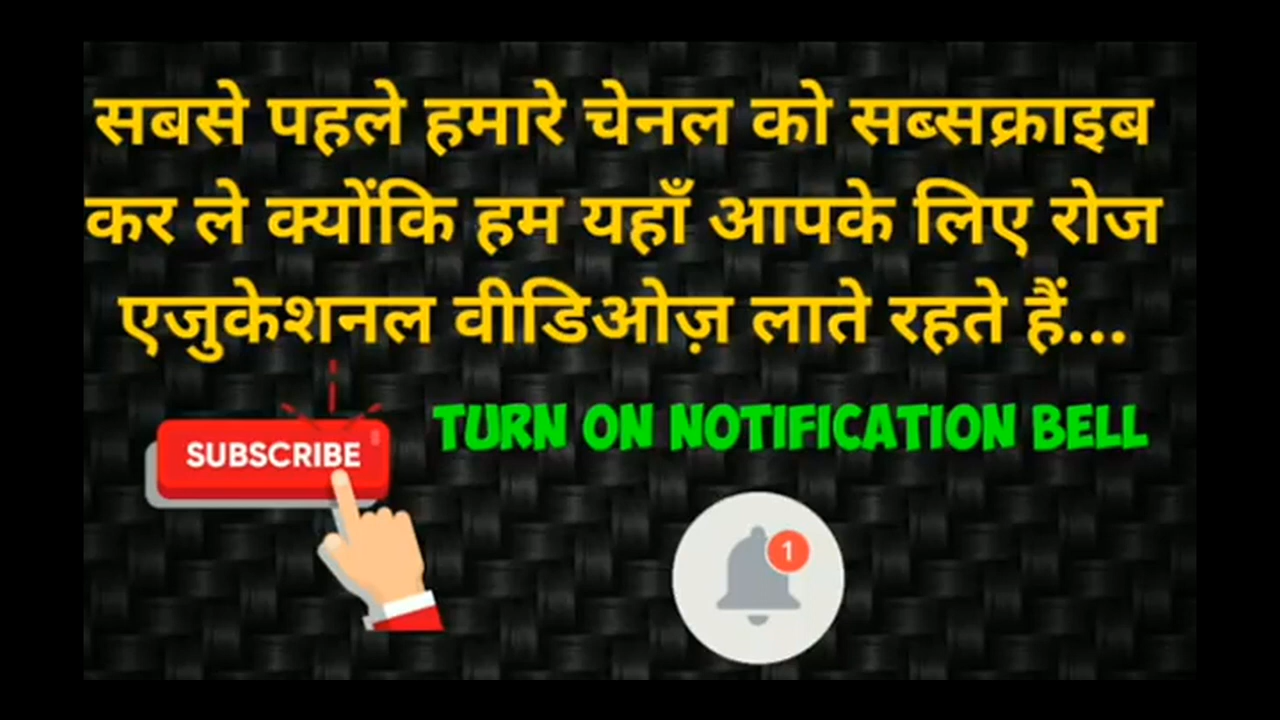 सबसे पहले हमारे चेनल को सब्सक्राइब
कर ले क्योंकि हम यहाँ आपके लिए रोज
एजुकेशनल वीडिओज़ लाते रहते हैं...
SUBSCRIBE
TURN ON NOTIFICATION BELL
1